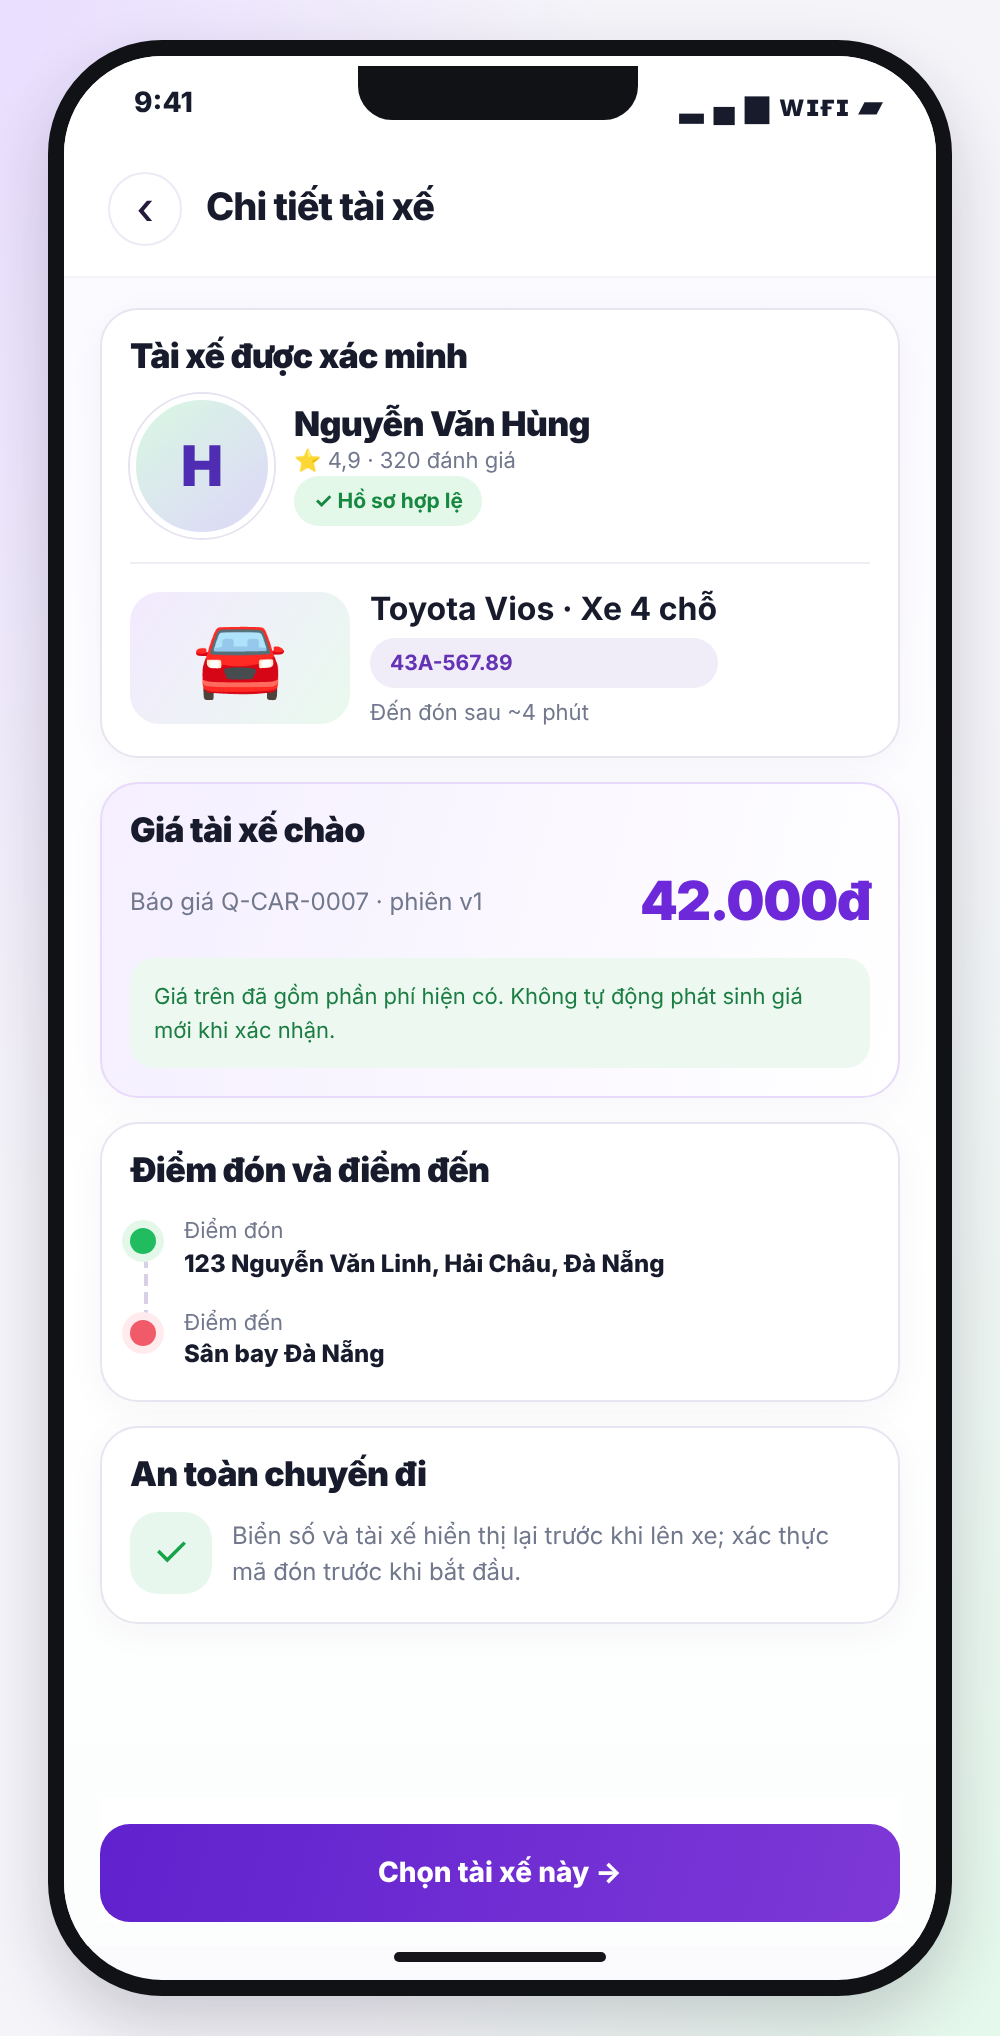 9:41
WIFI
Chi tiết tài xế
Tài xế được xác minh
H
Nguyễn Văn Hùng
⭐ 4,9 · 320 đánh giá
✓ Hồ sơ hợp lệ
Toyota Vios · Xe 4 chỗ
43A-567.89
Đến đón sau ~4 phút
Giá tài xế chào
Báo giá Q-CAR-0007 · phiên v1
42.000đ
Giá trên đã gồm phần phí hiện có. Không tự động phát sinh giá
mới khi xác nhận.
Điểm đón và điểm đến
Điểm đón
123 Nguyễn Văn Linh, Hải Châu, Đà Nẵng
Điểm đến
Sân bay Đà Nẵng
An toàn chuyến đi
Biển số và tài xế hiển thị lại trước khi lên xe; xác thực
mã đón trước khi bắt đầu.
Chọn tài xế này →